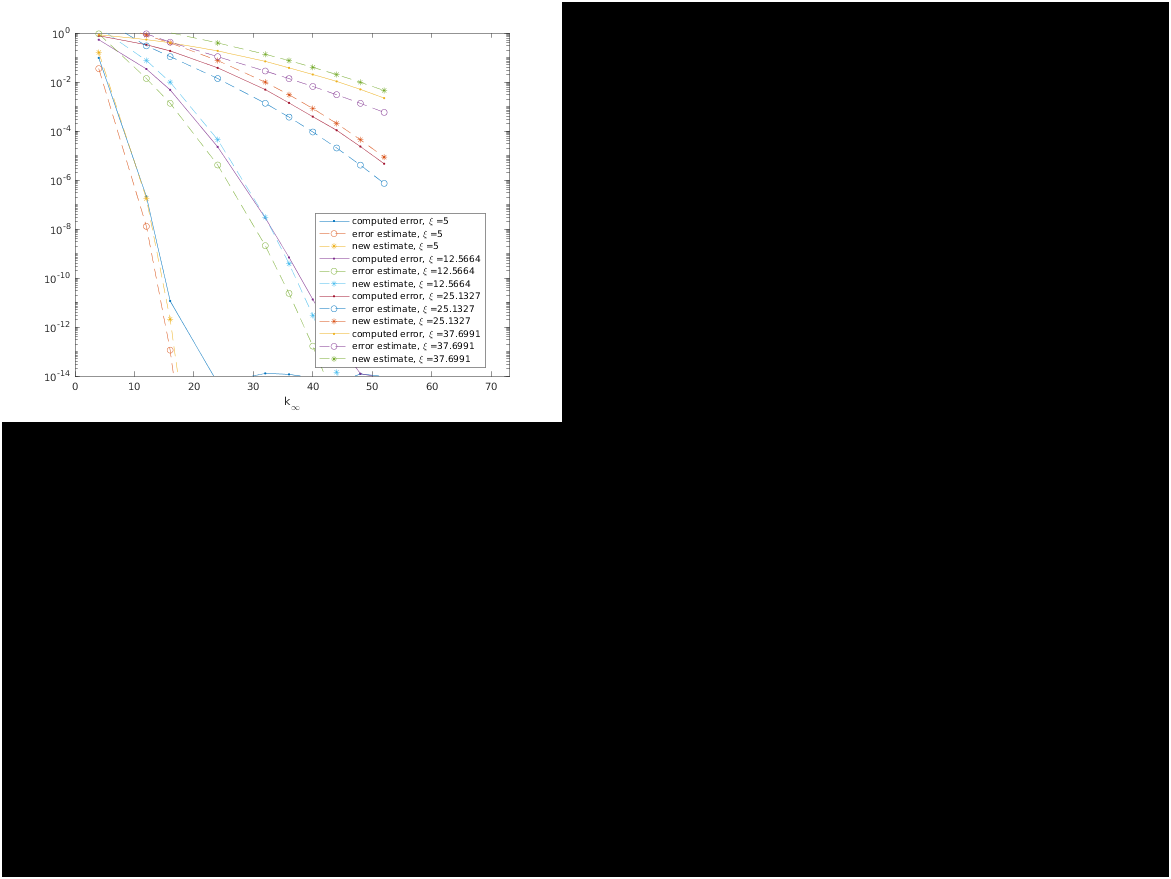 10^0
10^-2
10^-4
10^-6
10^-8
10^-10
10^-12
10^-14
0 10 20 30 40 50 60 70
k_∞
computed error, ξ =5
error estimate, ξ =5
new estimate, ξ =5
computed error, ξ =12.5664
error estimate, ξ =12.5664
new estimate, ξ =12.5664
computed error, ξ =25.1327
error estimate, ξ =25.1327
new estimate, ξ =25.1327
computed error, ξ =37.6991
error estimate, ξ =37.6991
new estimate, ξ =37.6991